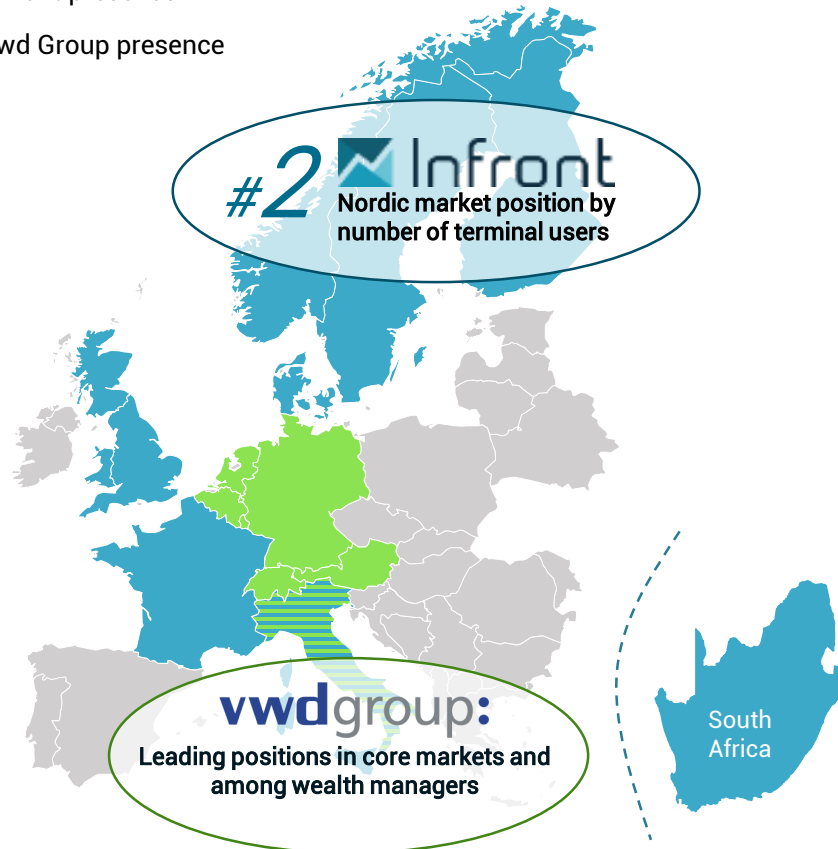 wd Group presence
#2 Infront
Nordic market position by
number of terminal users
vwdgroup:
Leading positions in core markets and
among wealth managers
South
Africa